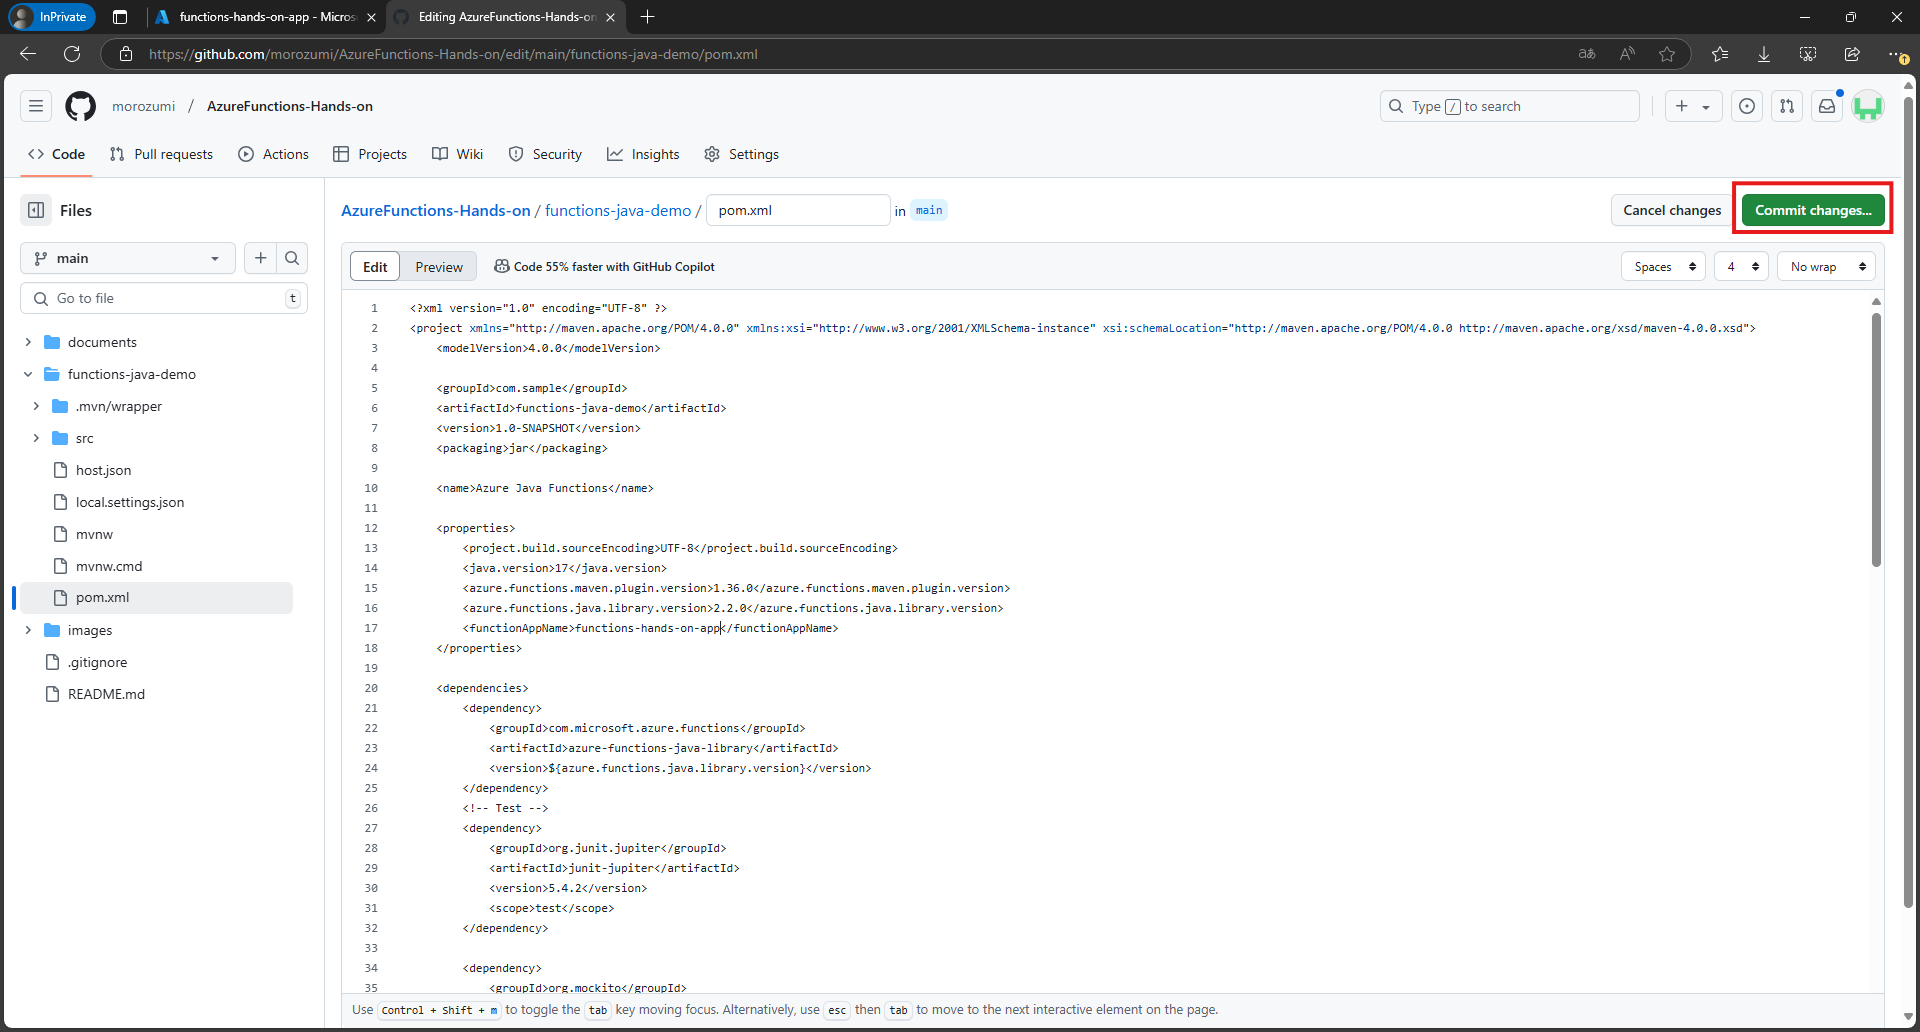 InPrivate
functions-hands-on-app - Micros
Editing AzureFunctions-Hands-on
https://github.com/morozumi/AzureFunctions-Hands-on/edit/main/functions-java-demo/pom.xml
morozumi / AzureFunctions-Hands-on
Type / to search
Code Pull requests Actions Projects Wiki Security Insights Settings
Files
AzureFunctions-Hands-on / functions-java-demo / pom.xml in main
Cancel changes
Commit changes...
main
Edit Preview
Code 55% faster with GitHub Copilot
Spaces 4 No wrap
Go to file t
documents
functions-java-demo
.mvn/wrapper
src
host.json
local.settings.json
mvnw
mvnw.cmd
pom.xml
images
.gitignore
README.md
1 <?xml version="1.0" encoding="UTF-8" ?>
2 <project xmlns="http://maven.apache.org/POM/4.0.0" xmlns:xsi="http://www.w3.org/2001/XMLSchema-instance" xsi:schemaLocation="http://maven.apache.org/POM/4.0.0 http://maven.apache.org/xsd/maven-4.0.0.xsd">
3 <modelVersion>4.0.0</modelVersion>
4
5 <groupId>com.sample</groupId>
6 <artifactId>functions-java-demo</artifactId>
7 <version>1.0-SNAPSHOT</version>
8 <packaging>jar</packaging>
9
10 <name>Azure Java Functions</name>
11
12 <properties>
13 <project.build.sourceEncoding>UTF-8</project.build.sourceEncoding>
14 <java.version>17</java.version>
15 <azure.functions.maven.plugin.version>1.36.0</azure.functions.maven.plugin.version>
16 <azure.functions.java.library.version>2.2.0</azure.functions.java.library.version>
17 <functionAppName>functions-hands-on-app</functionAppName>
18 </properties>
19
20 <dependencies>
21 <dependency>
22 <groupId>com.microsoft.azure.functions</groupId>
23 <artifactId>azure-functions-java-library</artifactId>
24 <version>${azure.functions.java.library.version}</version>
25 </dependency>
26 <!-- Test -->
27 <dependency>
28 <groupId>org.junit.jupiter</groupId>
29 <artifactId>junit-jupiter</artifactId>
30 <version>5.4.2</version>
31 <scope>test</scope>
32 </dependency>
33
34 <dependency>
35 <groupId>org.mockito</groupId>
Use Control + Shift + m to toggle the tab key moving focus. Alternatively, use esc then tab to move to the next interactive element on the page.